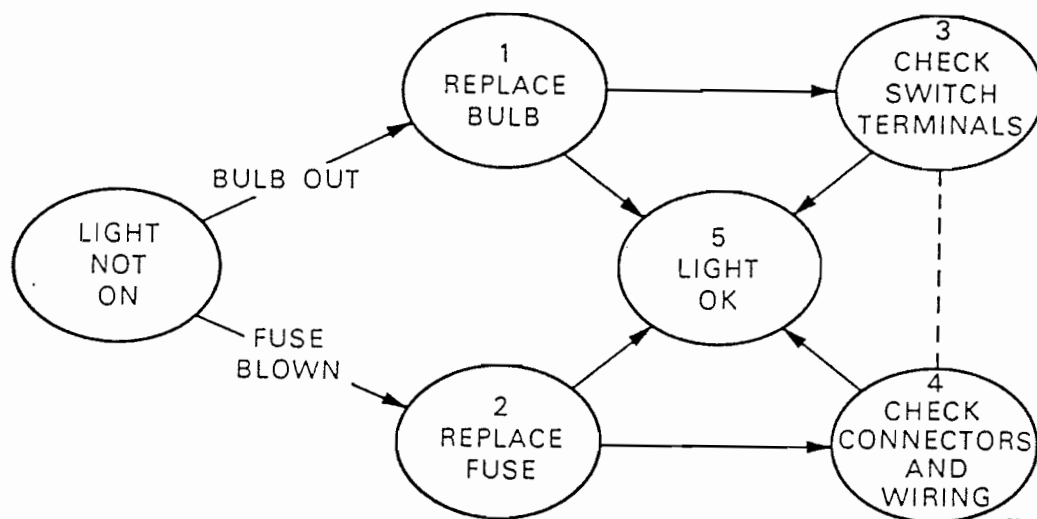 LIGHT
NOT
ON
BULB OUT
FUSE
BLOWN
1
REPLACE
BULB
2
REPLACE
FUSE
3
CHECK
SWITCH
TERMINALS
5
LIGHT
OK
4
CHECK
CONNECTORS
AND
WIRING